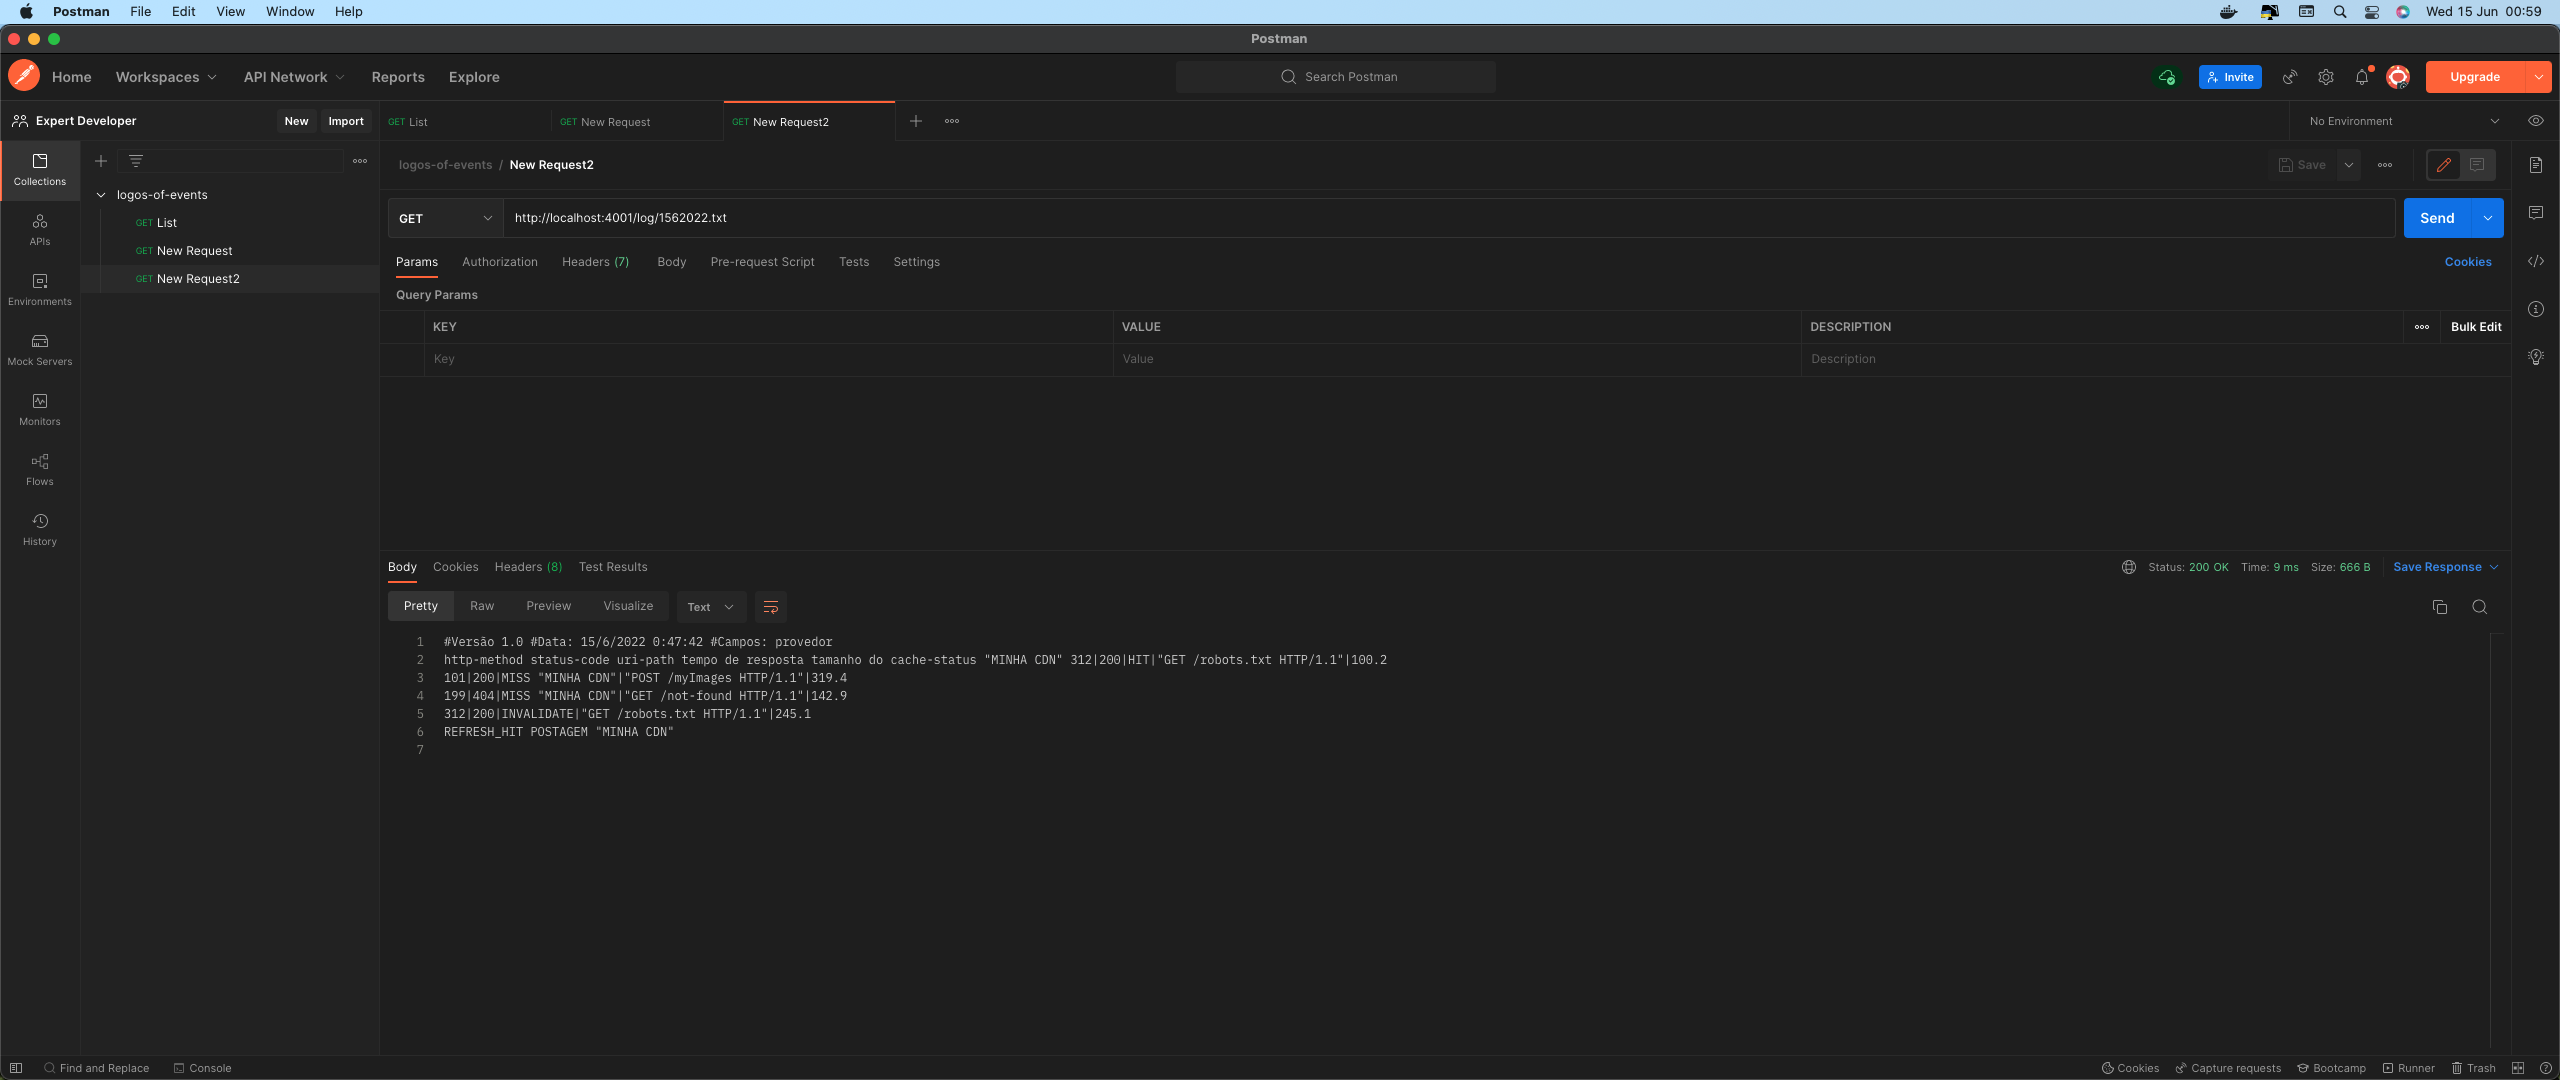 Postman File Edit View Window Help Wed 15 Jun 00:59
Postman
Home Workspaces API Network Reports Explore Search Postman Invite Upgrade
Expert Developer New Import GET List GET New Request GET New Request2 No Environment
logos-of-events / New Request2 Save
Collections
logos-of-events
GET List
GET New Request
GET New Request2
APIs
Environments
Mock Servers
Monitors
Flows
History
GET http://localhost:4001/log/1562022.txt Send
Params Authorization Headers (7) Body Pre-request Script Tests Settings Cookies
Query Params
KEY VALUE DESCRIPTION Bulk Edit
Key Value Description
Body Cookies Headers (8) Test Results Status: 200 OK Time: 9 ms Size: 666 B Save Response
Pretty Raw Preview Visualize Text
1 #Versão 1.0 #Data: 15/6/2022 0:47:42 #Campos: provedor
2 http-method status-code uri-path tempo de resposta tamanho do cache-status "MINHA CDN" 312|200|HIT|"GET /robots.txt HTTP/1.1"|100.2
3 101|200|MISS "MINHA CDN"|"POST /myImages HTTP/1.1"|319.4
4 199|404|MISS "MINHA CDN"|"GET /not-found HTTP/1.1"|142.9
5 312|200|INVALIDATE|"GET /robots.txt HTTP/1.1"|245.1
6 REFRESH_HIT POSTAGEM "MINHA CDN"
7
Find and Replace Console Cookies Capture requests Bootcamp Runner Trash